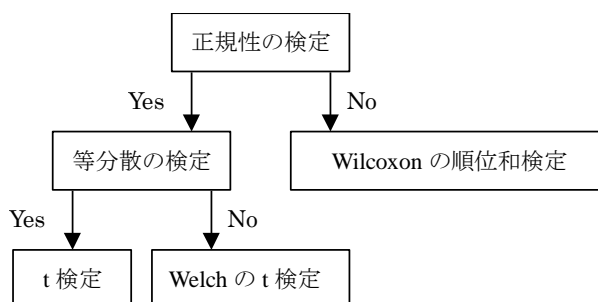 正規性の検定
Yes
No
等分散の検定
Wilcoxon の順位和検定
Yes
No
t 検定
Welch の t 検定